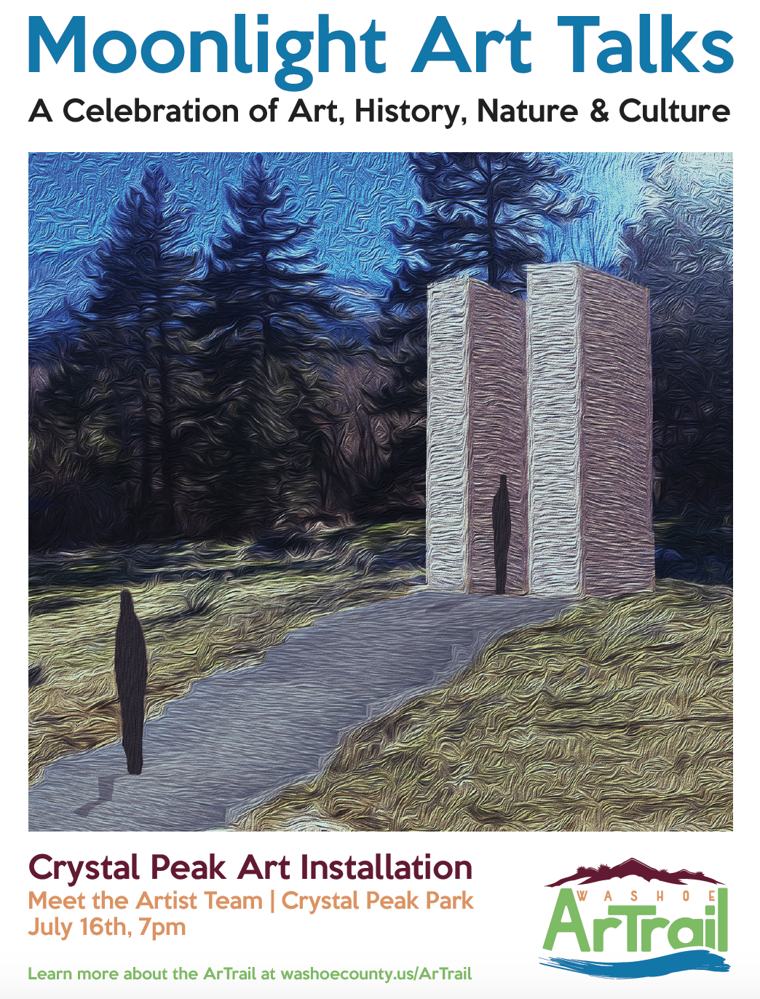 Moonlight Art Talks
A Celebration of Art, History, Nature & Culture
Crystal Peak Art Installation
Meet the Artist Team | Crystal Peak Park
July 16th, 7pm
Learn more about the ArTrail at washoecounty.us/ArTrail
WASHOE
ArTrail